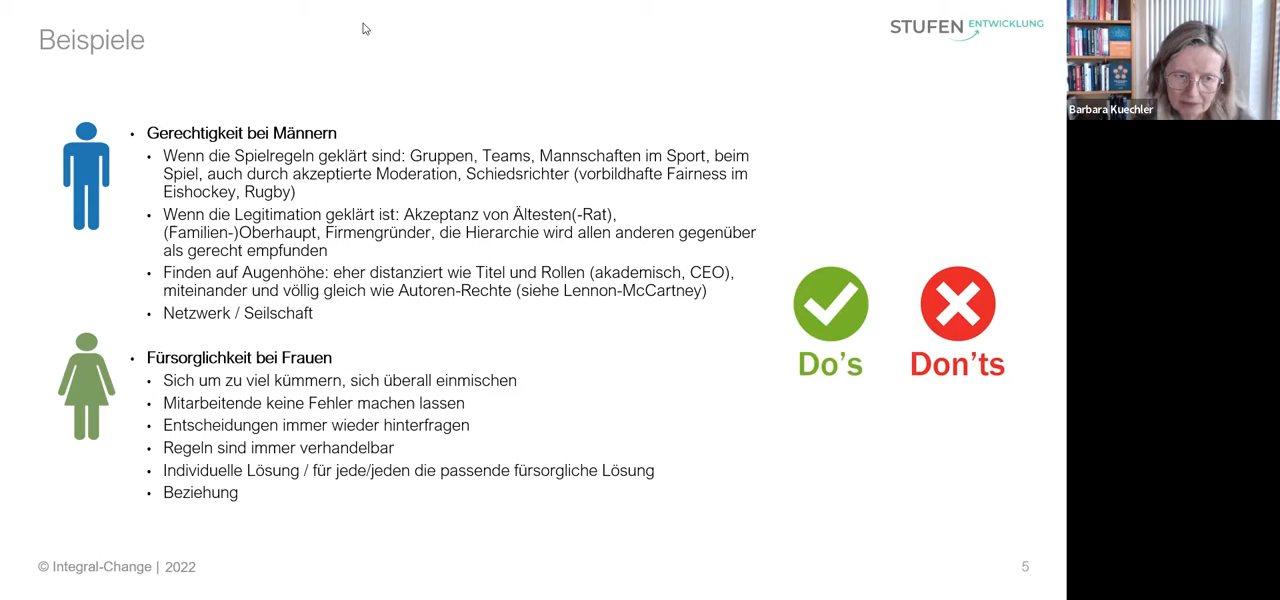 Beispiele
STUFEN ENTWICKLUNG
Barbara Kuechler
• Gerechtigkeit bei Männern
• Wenn die Spielregeln geklärt sind: Gruppen, Teams, Mannschaften im Sport, beim
Spiel, auch durch akzeptierte Moderation, Schiedsrichter (vorbildhafte Fairness im
Eishockey, Rugby)
• Wenn die Legitimation geklärt ist: Akzeptanz von Ältesten(-Rat),
(Familien-)Oberhaupt, Firmengründer, die Hierarchie wird allen anderen gegenüber
als gerecht empfunden
• Finden auf Augenhöhe: eher distanziert wie Titel und Rollen (akademisch, CEO),
miteinander und völlig gleich wie Autoren-Rechte (siehe Lennon-McCartney)
• Netzwerk / Seilschaft
• Fürsorglichkeit bei Frauen
• Sich um zu viel kümmern, sich überall einmischen
• Mitarbeitende keine Fehler machen lassen
• Entscheidungen immer wieder hinterfragen
• Regeln sind immer verhandelbar
• Individuelle Lösung / für jede/jeden die passende fürsorgliche Lösung
• Beziehung
Do's
Don'ts
© Integral-Change | 2022
5